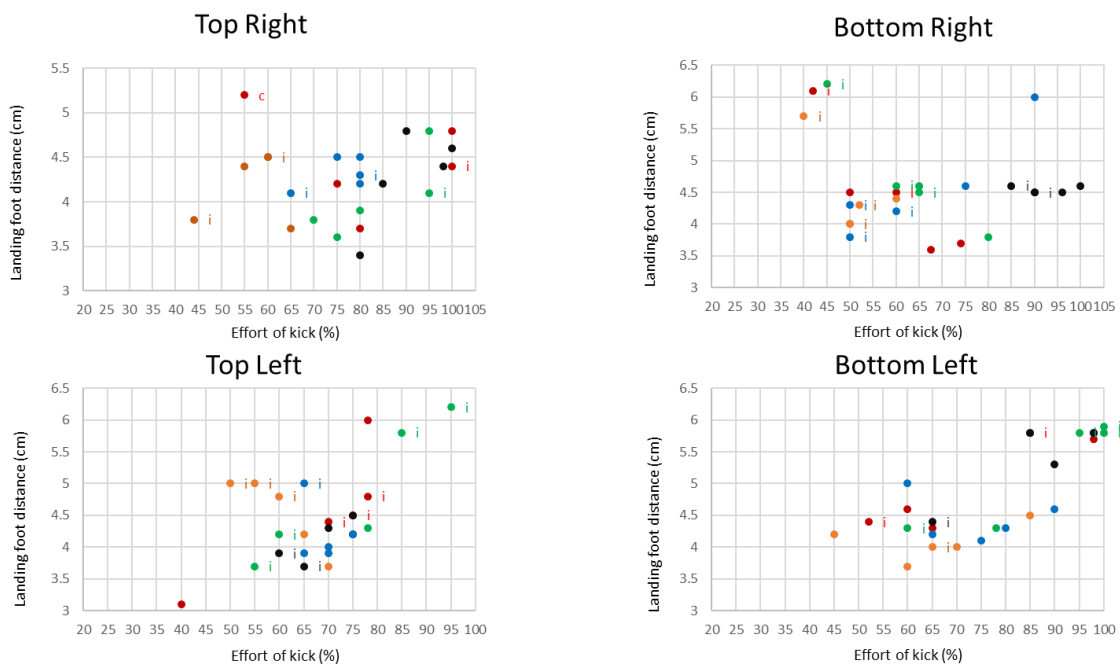 Top Right
Landing foot distance (cm)
5.5
5
4.5
4
3.5
3
c
i
i
i
i
i
i
20 25 30 35 40 45 50 55 60 65 70 75 80 85 90 95 100 105
Effort of kick (%)
Bottom Right
Landing foot distance (cm)
6.5
6
5.5
5
4.5
4
3.5
3
i
i
i
i i i i
i
i i
i i
i
i
20 25 30 35 40 45 50 55 60 65 70 75 80 85 90 95 100 105
Effort of kick (%)
Top Left
Landing foot distance (cm)
6.5
6
5.5
5
4.5
4
3.5
3
i
i
i i i
i i
i
i
i
i
i i
20 25 30 35 40 45 50 55 60 65 70 75 80 85 90 95 100
Effort of kick (%)
Bottom Left
Landing foot distance (cm)
6.5
6
5.5
5
4.5
4
3.5
3
i
i
i
i i
i
i
20 25 30 35 40 45 50 55 60 65 70 75 80 85 90 95 100
Effort of kick (%)